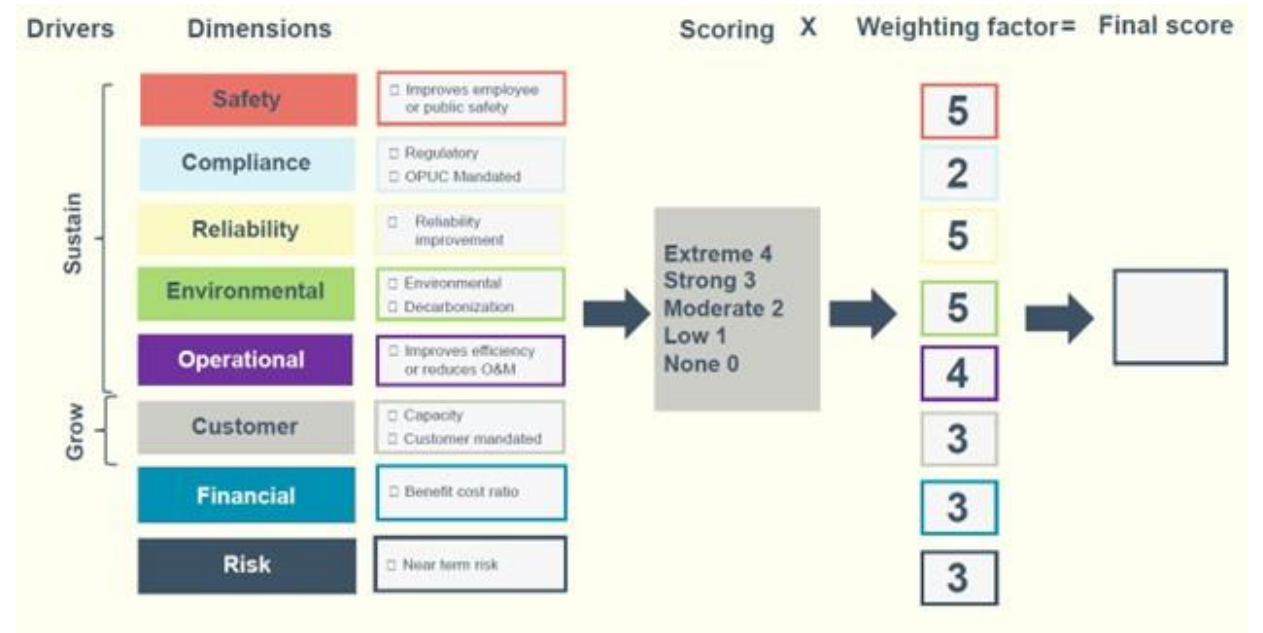 Drivers Dimensions Scoring X Weighting factor= Final score
Sustain
Safety
Improves employee
or public safety
5
Compliance
Regulatory
OPUC Mandated
2
Reliability
Reliability
improvement
5
Environmental
Environmental
Decarbonization
5
Operational
Improves efficiency
or reduces O&M
4
Grow
Customer
Capacity
Customer mandated
3
Financial
Benefit cost ratio
3
Risk
Near term risk
3
Extreme 4
Strong 3
Moderate 2
Low 1
None 0